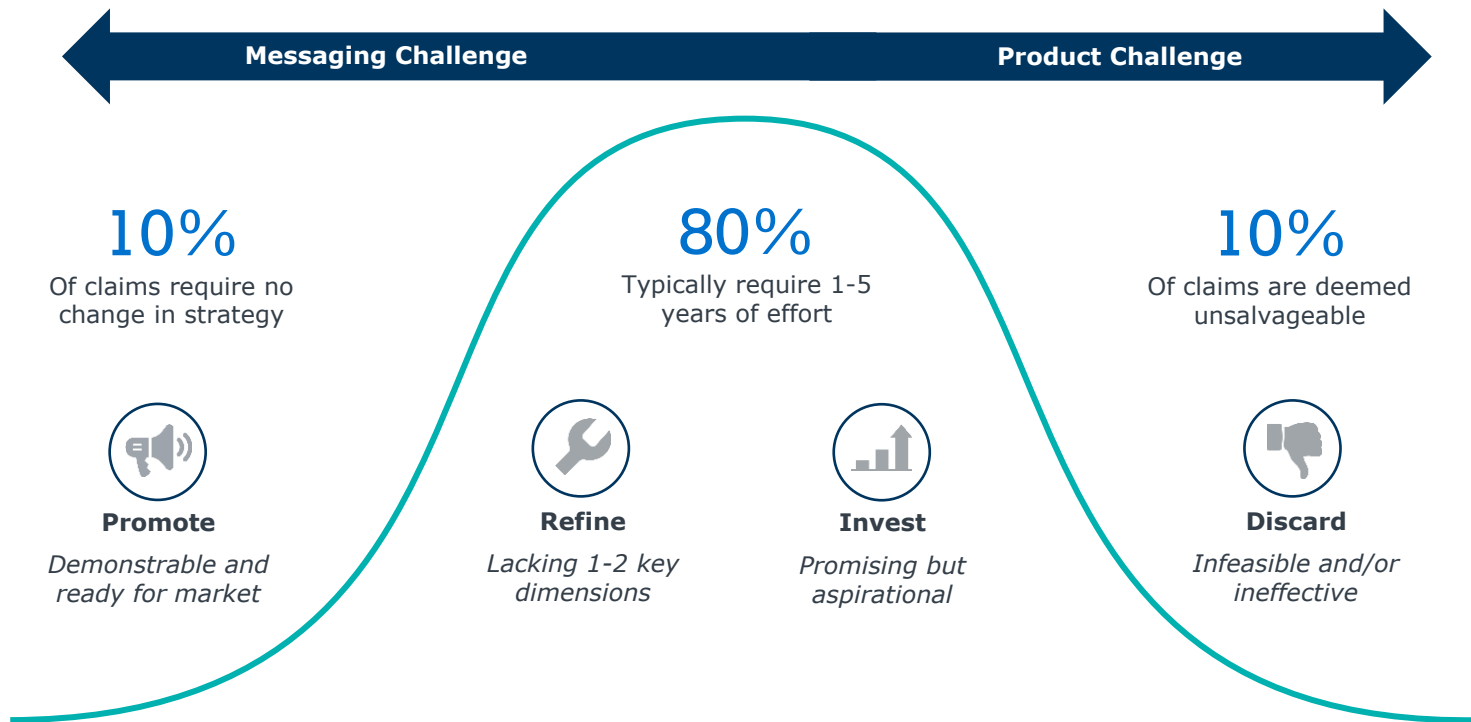 Messaging Challenge
Product Challenge
10%
Of claims require no
change in strategy
80%
Typically require 1-5
years of effort
10%
Of claims are deemed
unsalvageable
Promote
Demonstrable and
ready for market
Refine
Lacking 1-2 key
dimensions
Invest
Promising but
aspirational
Discard
Infeasible and/or
ineffective